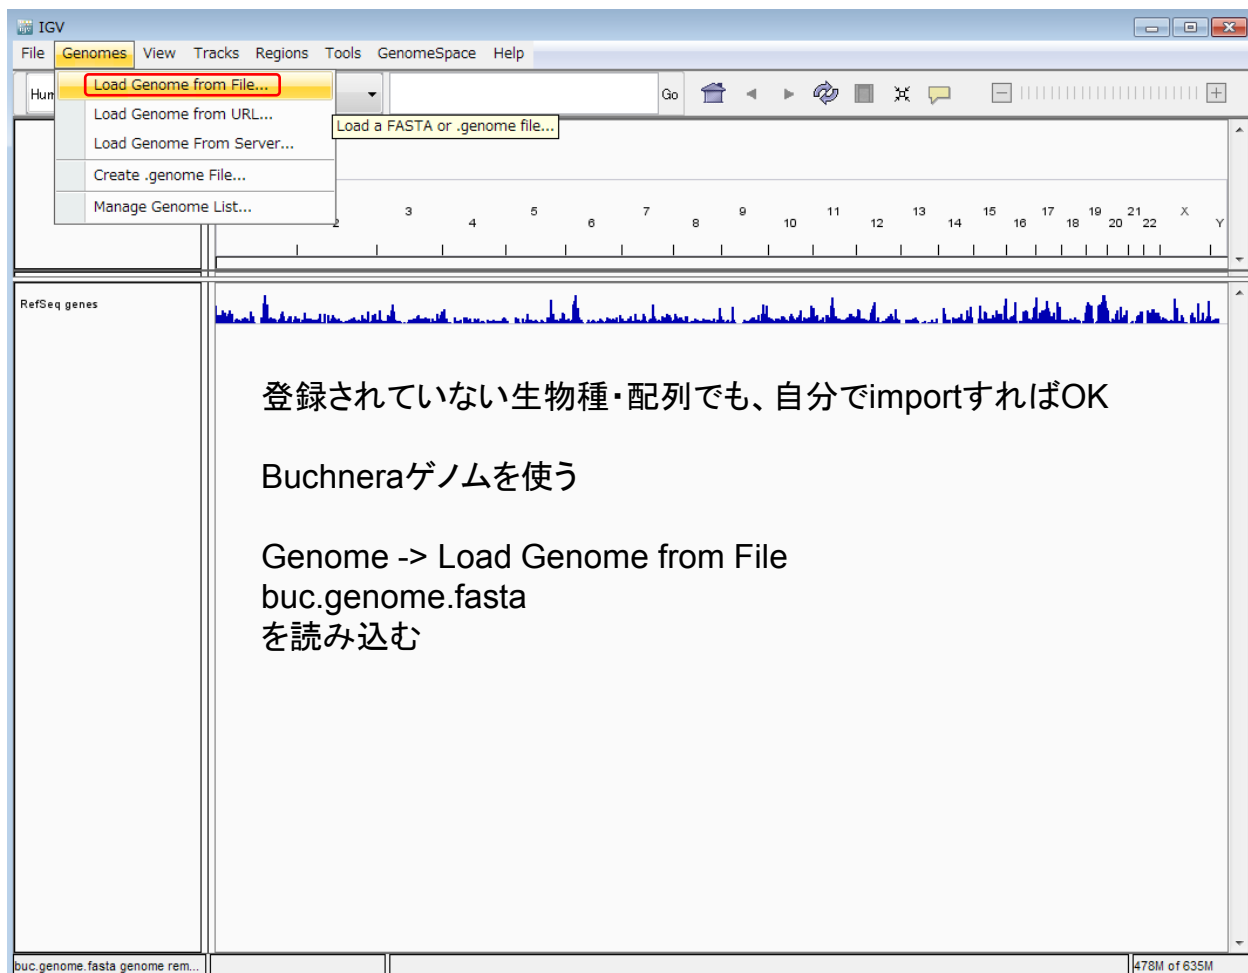 IGV
File Genomes View Tracks Regions Tools GenomeSpace Help
Hum
Go
Load Genome from File...
Load Genome from URL...
Load a FASTA or .genome file...
Load Genome From Server...
Create .genome File...
Manage Genome List...
2 3 4 5 6 7 8 9 10 11 12 13 14 15 16 17 18 19 20 21 22 X Y
RefSeq genes
登録されていない生物種・配列でも、自分でimportすればOK
Buchneraゲノムを使う
Genome -> Load Genome from File
buc.genome.fasta
を読み込む
buc.genome.fasta genome rem...
478M of 635M